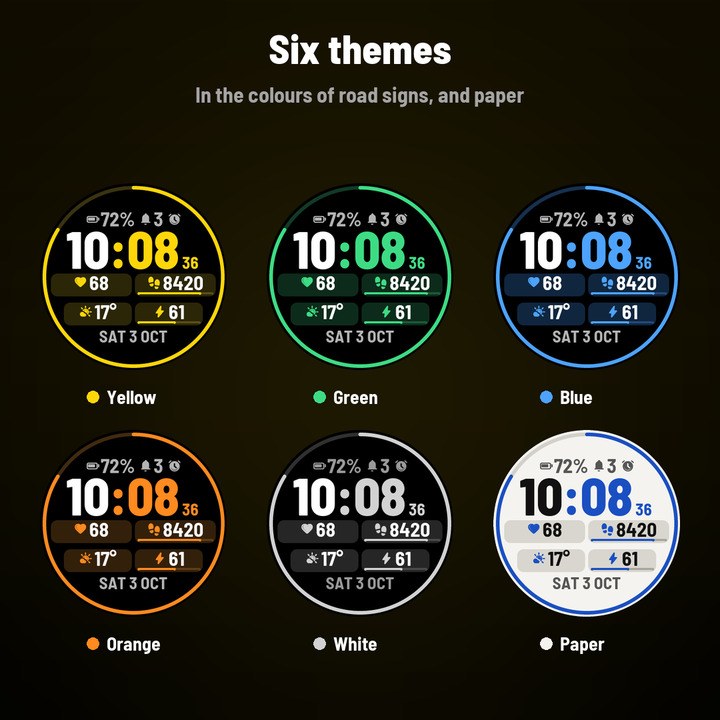 Six themes
In the colours of road signs, and paper
72% 3
10:08 36
68 8420
17° 61
SAT 3 OCT
Yellow
72% 3
10:08 36
68 8420
17° 61
SAT 3 OCT
Green
72% 3
10:08 36
68 8420
17° 61
SAT 3 OCT
Blue
72% 3
10:08 36
68 8420
17° 61
SAT 3 OCT
Orange
72% 3
10:08 36
68 8420
17° 61
SAT 3 OCT
White
72% 3
10:08 36
68 8420
17° 61
SAT 3 OCT
Paper